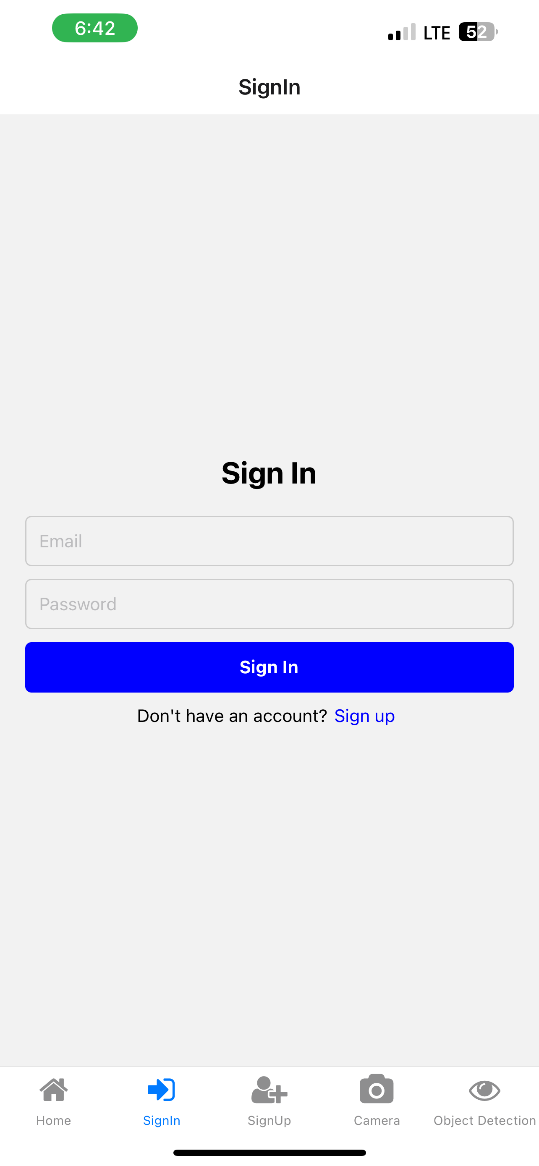 6:42 LTE 52
SignIn
Sign In
Email
Password
Sign In
Don't have an account? Sign up
Home SignIn SignUp Camera Object Detection